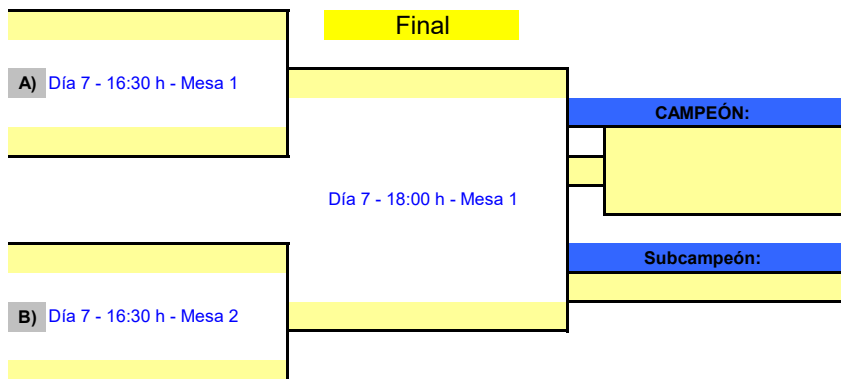 Final
A) Día 7 - 16:30 h - Mesa 1
CAMPEÓN:
Día 7 - 18:00 h - Mesa 1
Subcampeón:
B) Día 7 - 16:30 h - Mesa 2